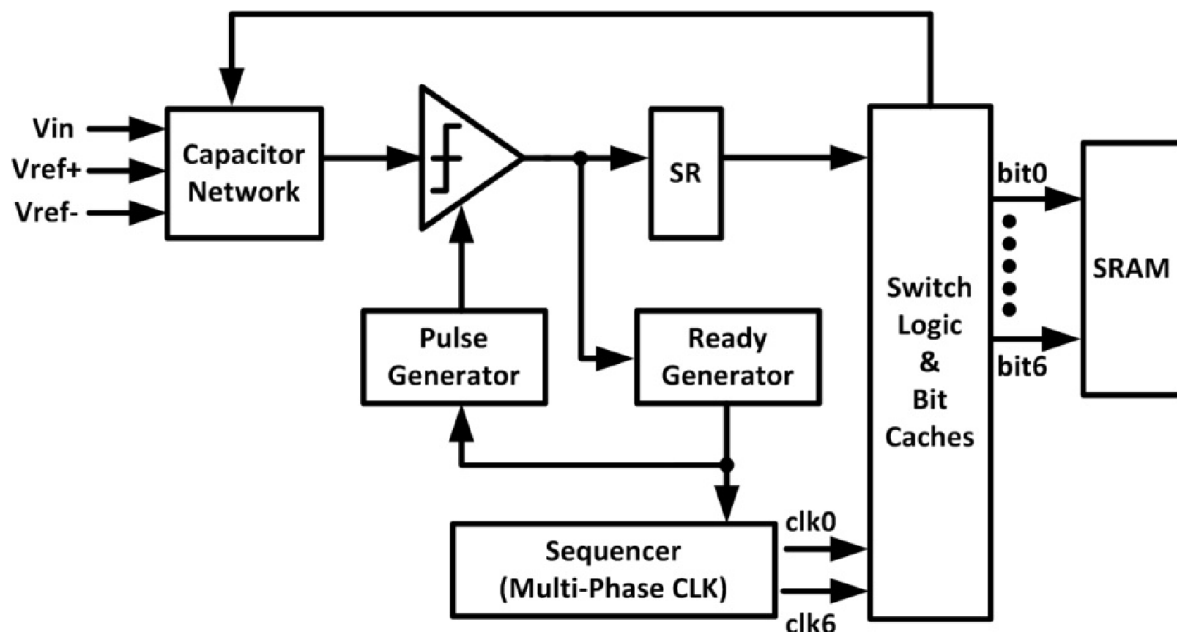 Vin
Vref+
Vref-
Capacitor
Network
SR
Pulse
Generator
Ready
Generator
Switch
Logic
&
Bit
Caches
bit0
bit6
SRAM
Sequencer
(Multi-Phase CLK)
clk0
clk6